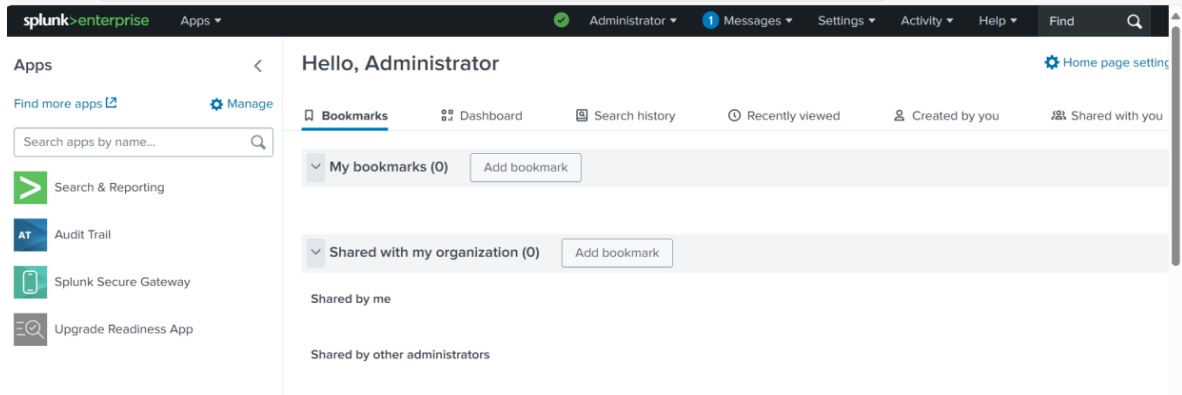 splunk>enterprise Apps Administrator 1 Messages Settings Activity Help Find
Apps
Find more apps Manage
Search apps by name...
Search & Reporting
AT Audit Trail
Splunk Secure Gateway
Upgrade Readiness App
Hello, Administrator
Home page setting
Bookmarks Dashboard Search history Recently viewed Created by you Shared with you
My bookmarks (0) Add bookmark
Shared with my organization (0) Add bookmark
Shared by me
Shared by other administrators